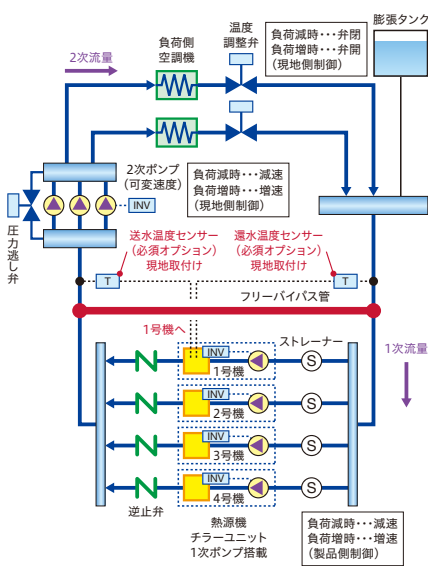 膨張タンク
2次流量
負荷側
空調機
温度
調整弁
負荷減時・・・弁閉
負荷増時・・・弁開
(現地側制御)
2次ポンプ
(可変速度)
INV
負荷減時・・・減速
負荷増時・・・増速
(現地側制御)
圧力逃し弁
送水温度センサー
(必須オプション)
現地取付け
還水温度センサー
(必須オプション)
現地取付け
T
T
フリーバイパス管
1号機へ
ストレーナー
1次流量
INV
S
1号機
INV
S
2号機
INV
S
3号機
INV
S
4号機
逆止弁
熱源機
チラーユニット
1次ポンプ搭載
負荷減時・・・減速
負荷増時・・・増速
(製品側制御)